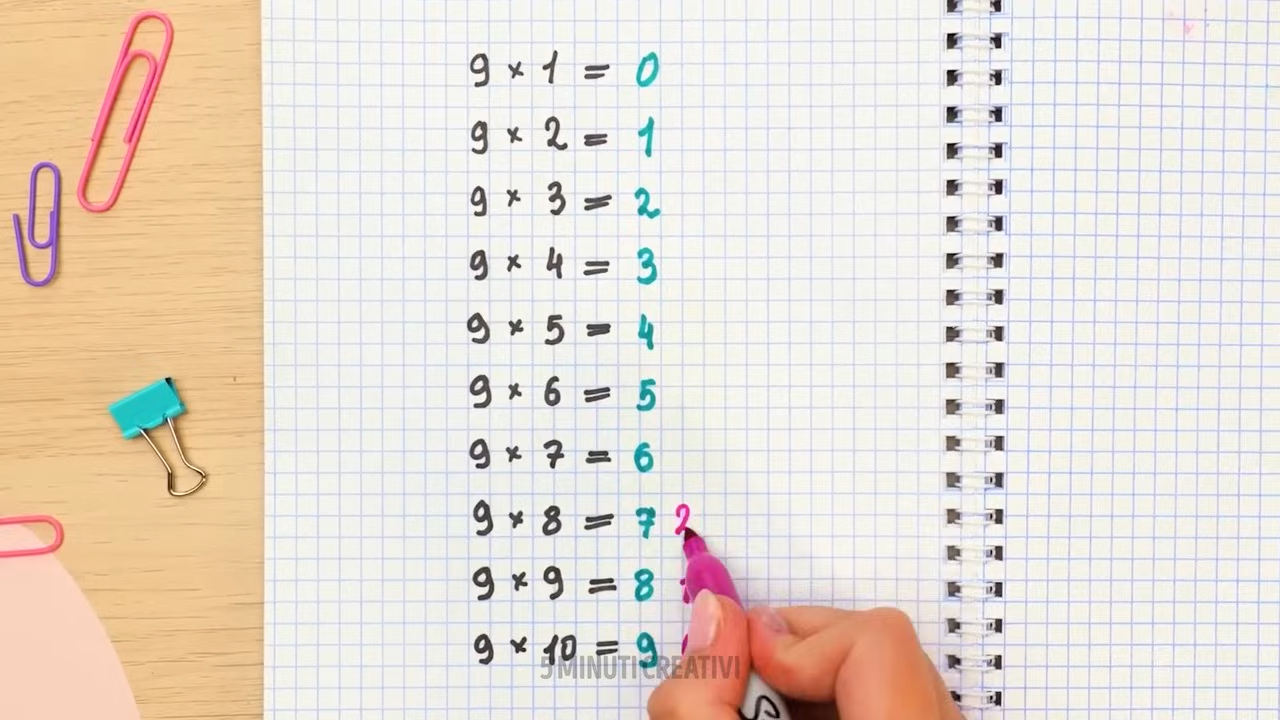 9 × 1 = 0
9 × 2 = 1
9 × 3 = 2
9 × 4 = 3
9 × 5 = 4
9 × 6 = 5
9 × 7 = 6
9 × 8 = 7 2
9 × 9 = 8
9 × 10 = 9
5 MINUTI CREATIVI